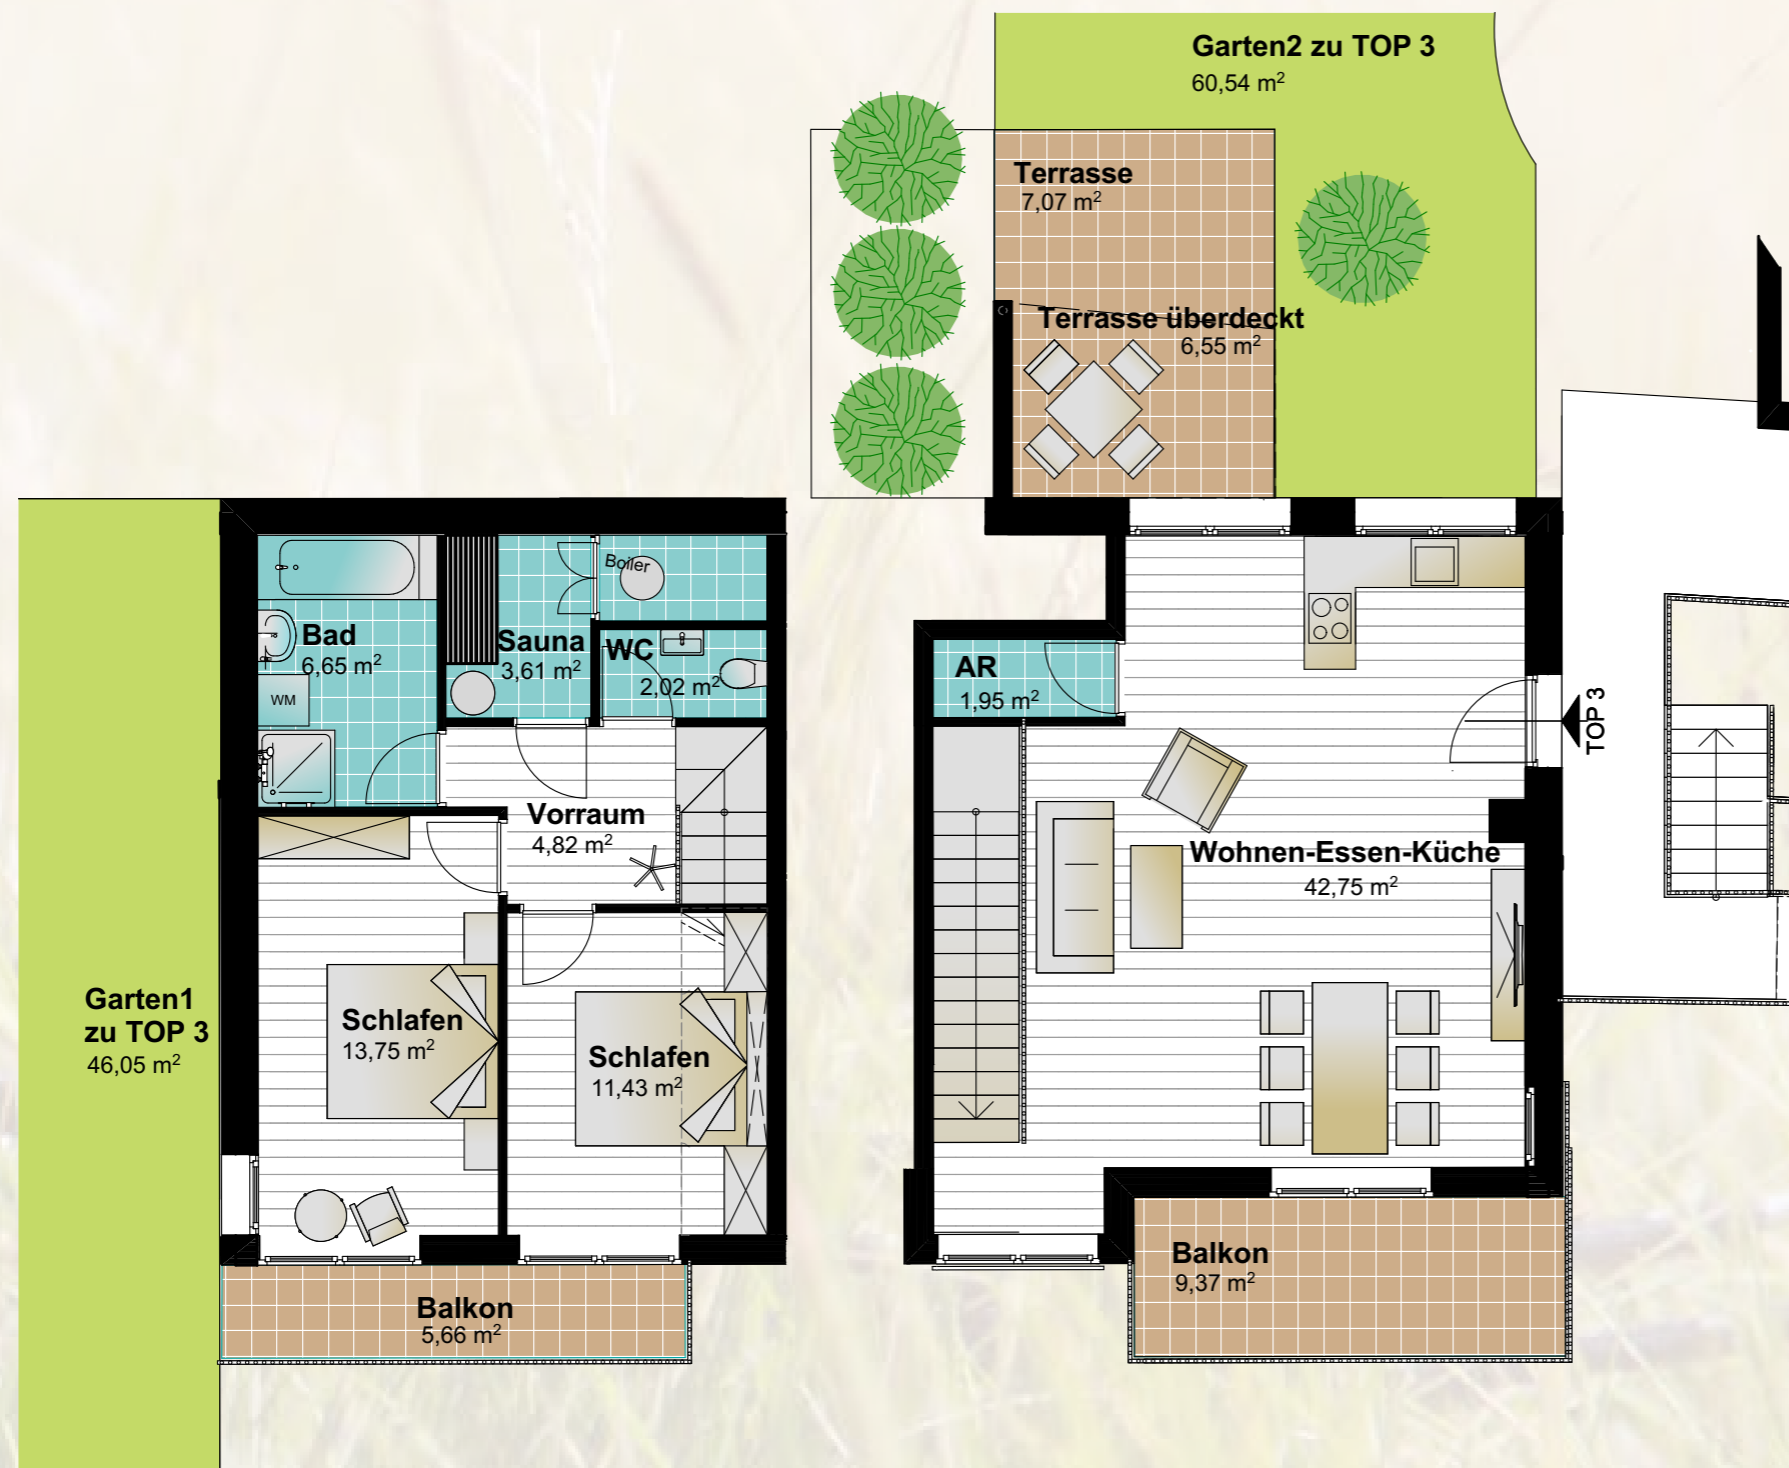 Garten2 zu TOP 3
60,54 m²
Terrasse
7,07 m²
Terrasse überdeckt
6,55 m²
Boiler
Bad
6,65 m²
Sauna
3,61 m²
WC
2,02 m²
WM
AR
1,95 m²
TOP 3
Vorraum
4,82 m²
Wohnen-Essen-Küche
42,75 m²
Garten1
zu TOP 3
46,05 m²
Schlafen
13,75 m²
Schlafen
11,43 m²
Balkon
9,37 m²
Balkon
5,66 m²